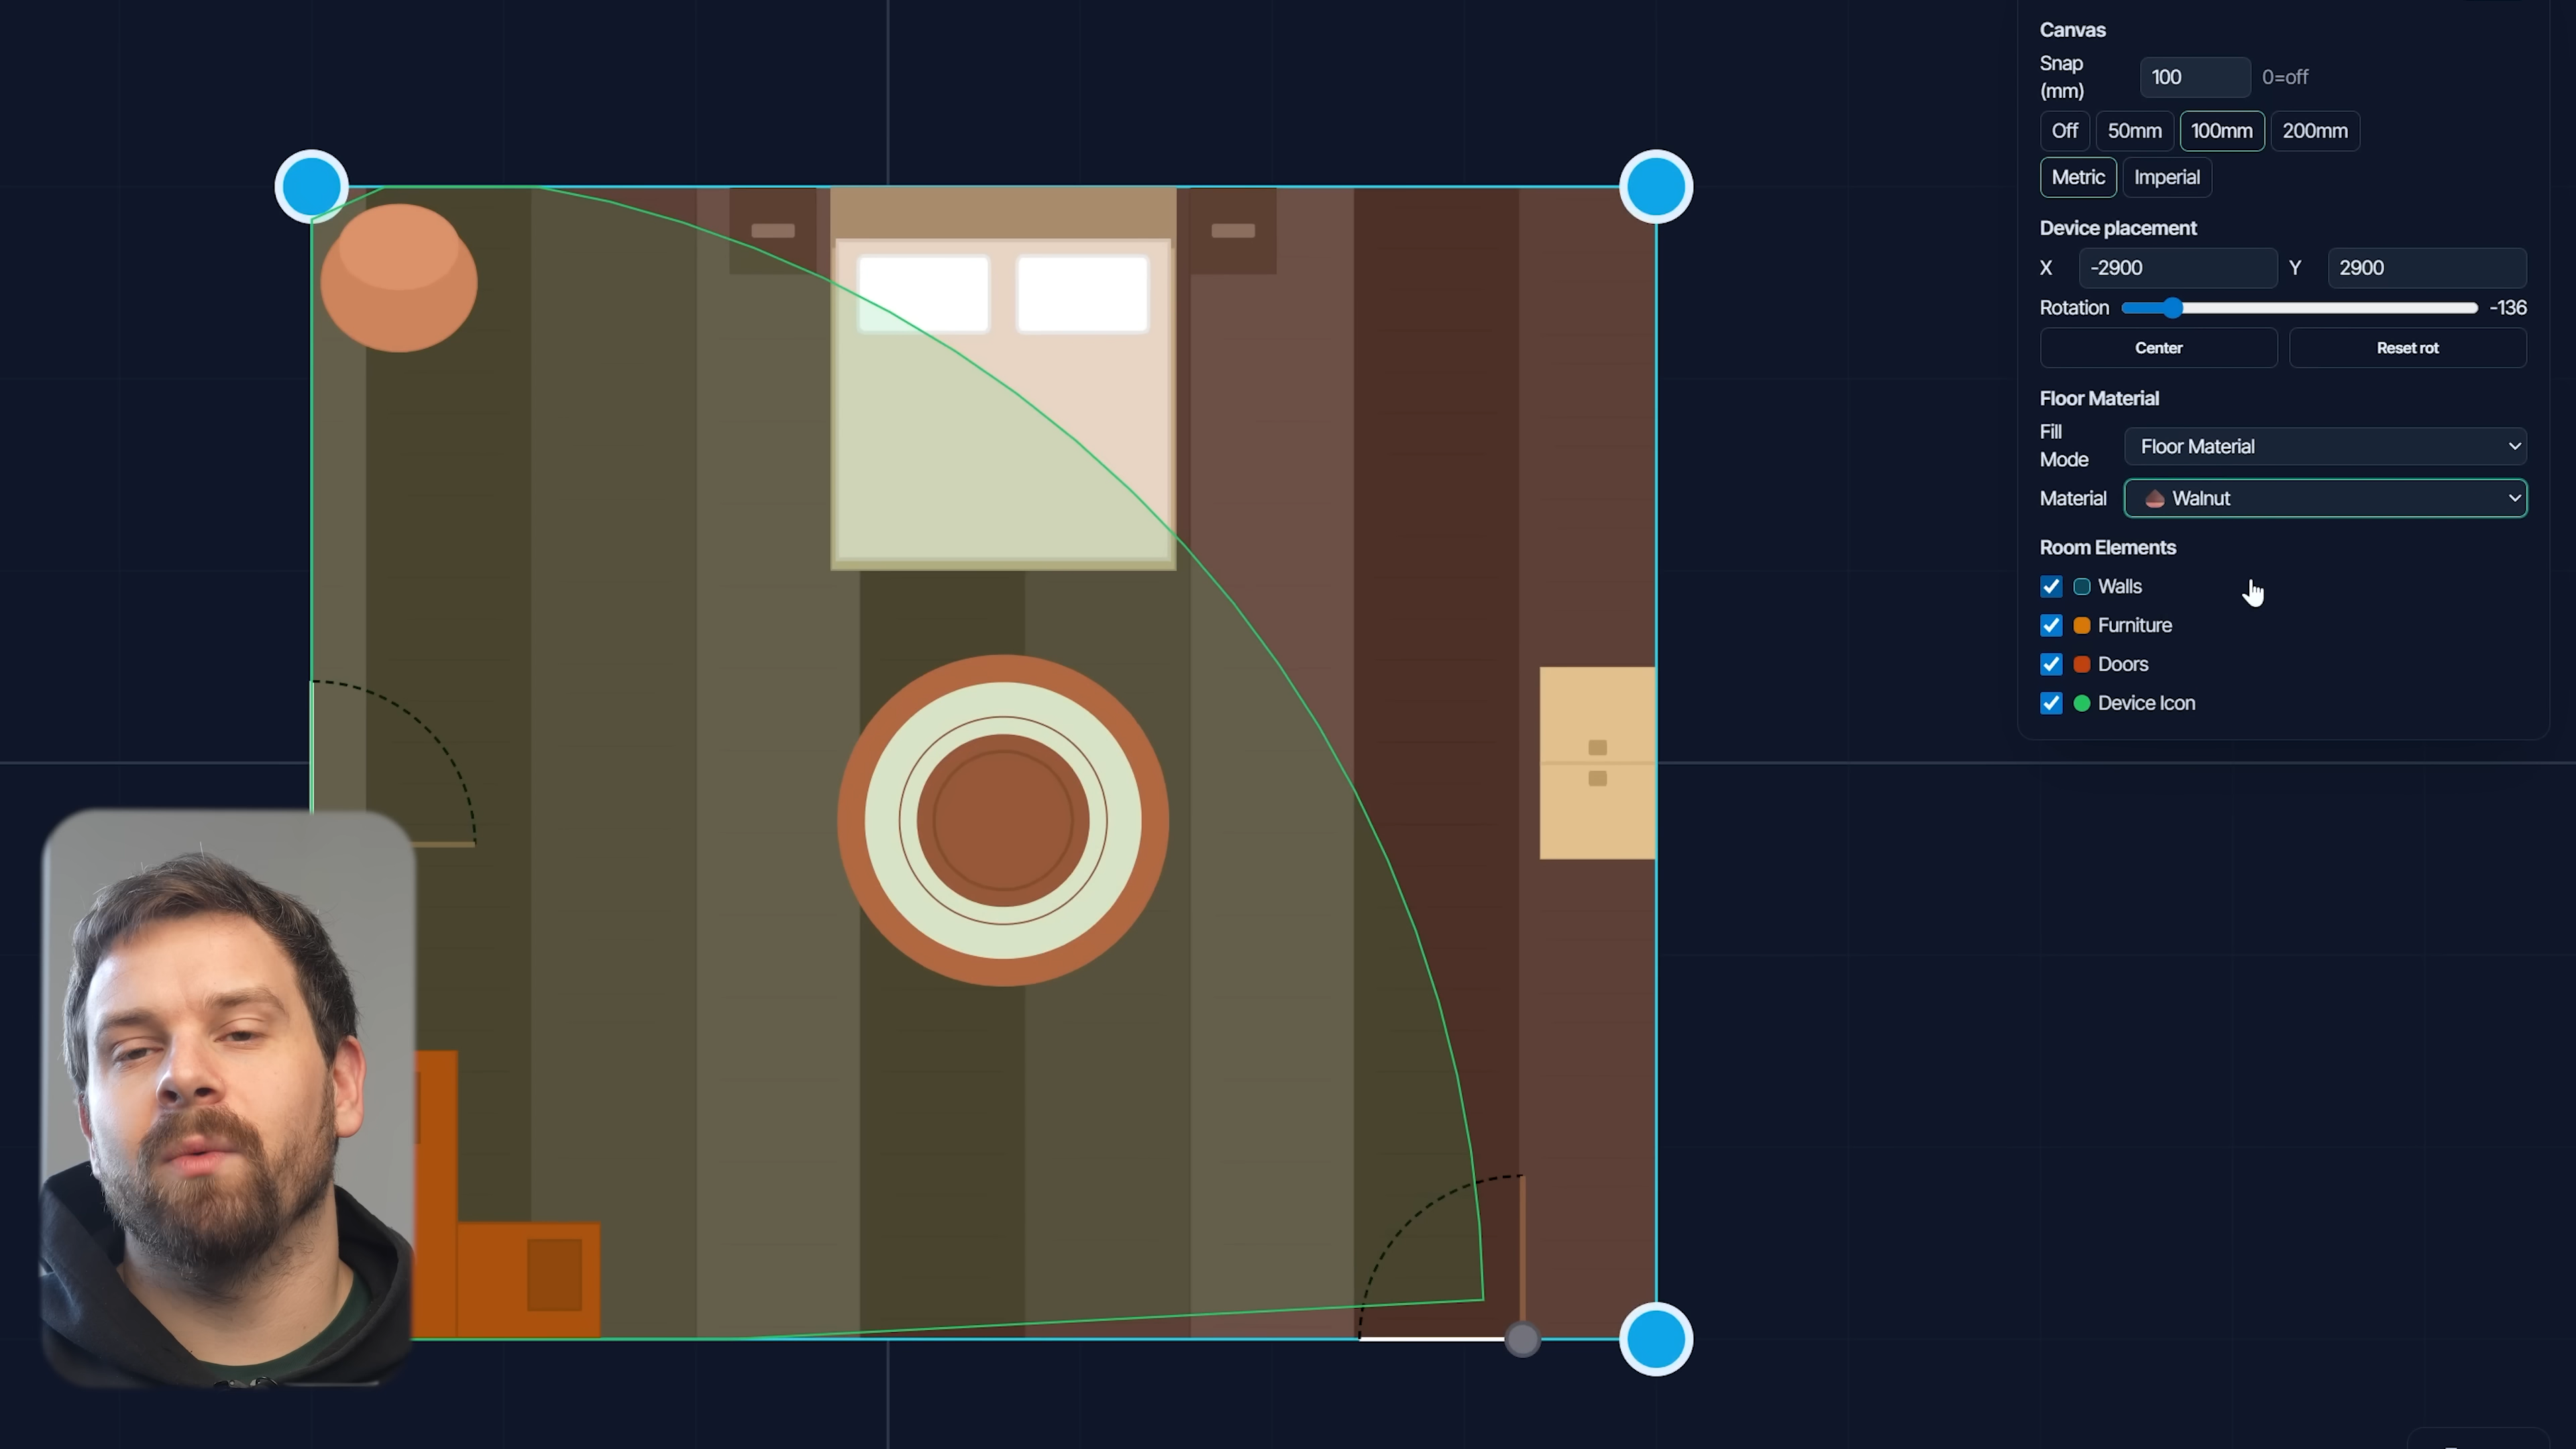 Canvas
Snap
(mm)
100
0=off
Off 50mm 100mm 200mm
Metric Imperial
Device placement
X -2900 Y 2900
Rotation -136
Center Reset rot
Floor Material
Fill
Mode
Floor Material
Material Walnut
Room Elements
Walls
Furniture
Doors
Device Icon